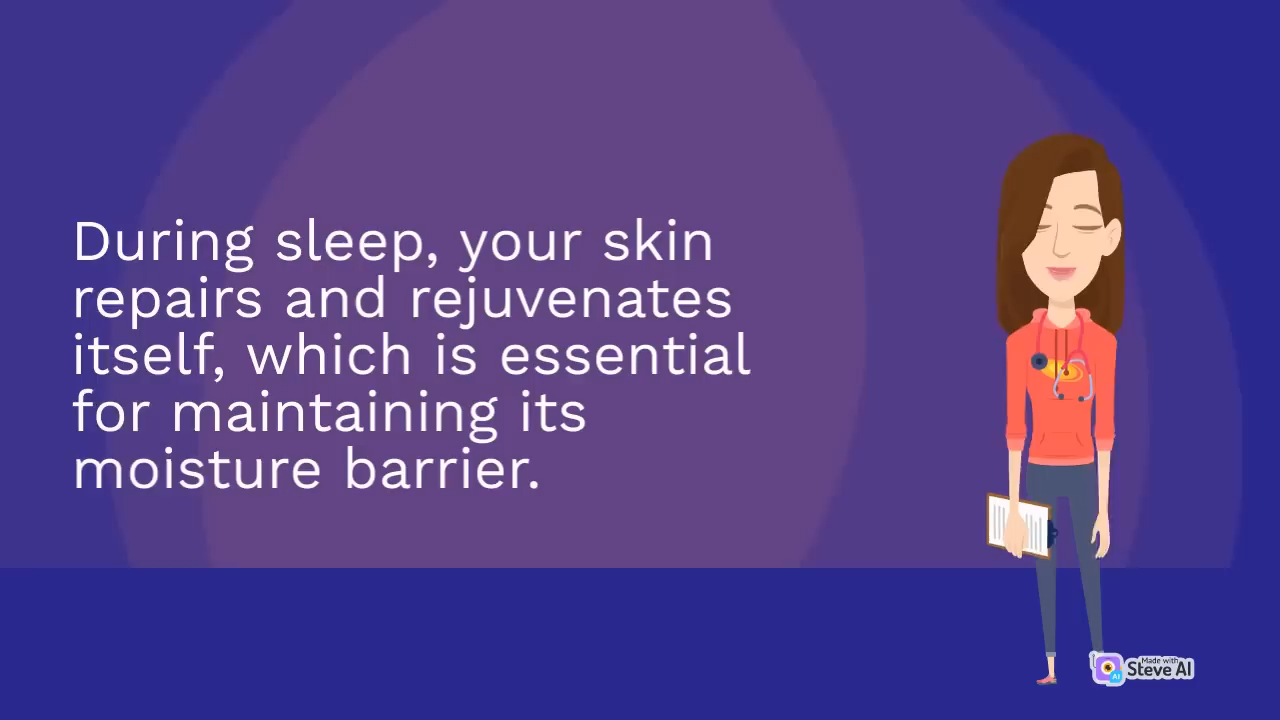 During sleep, your skin
repairs and rejuvenates
itself, which is essential
for maintaining its
moisture barrier.
Made with
Steve AI
AI